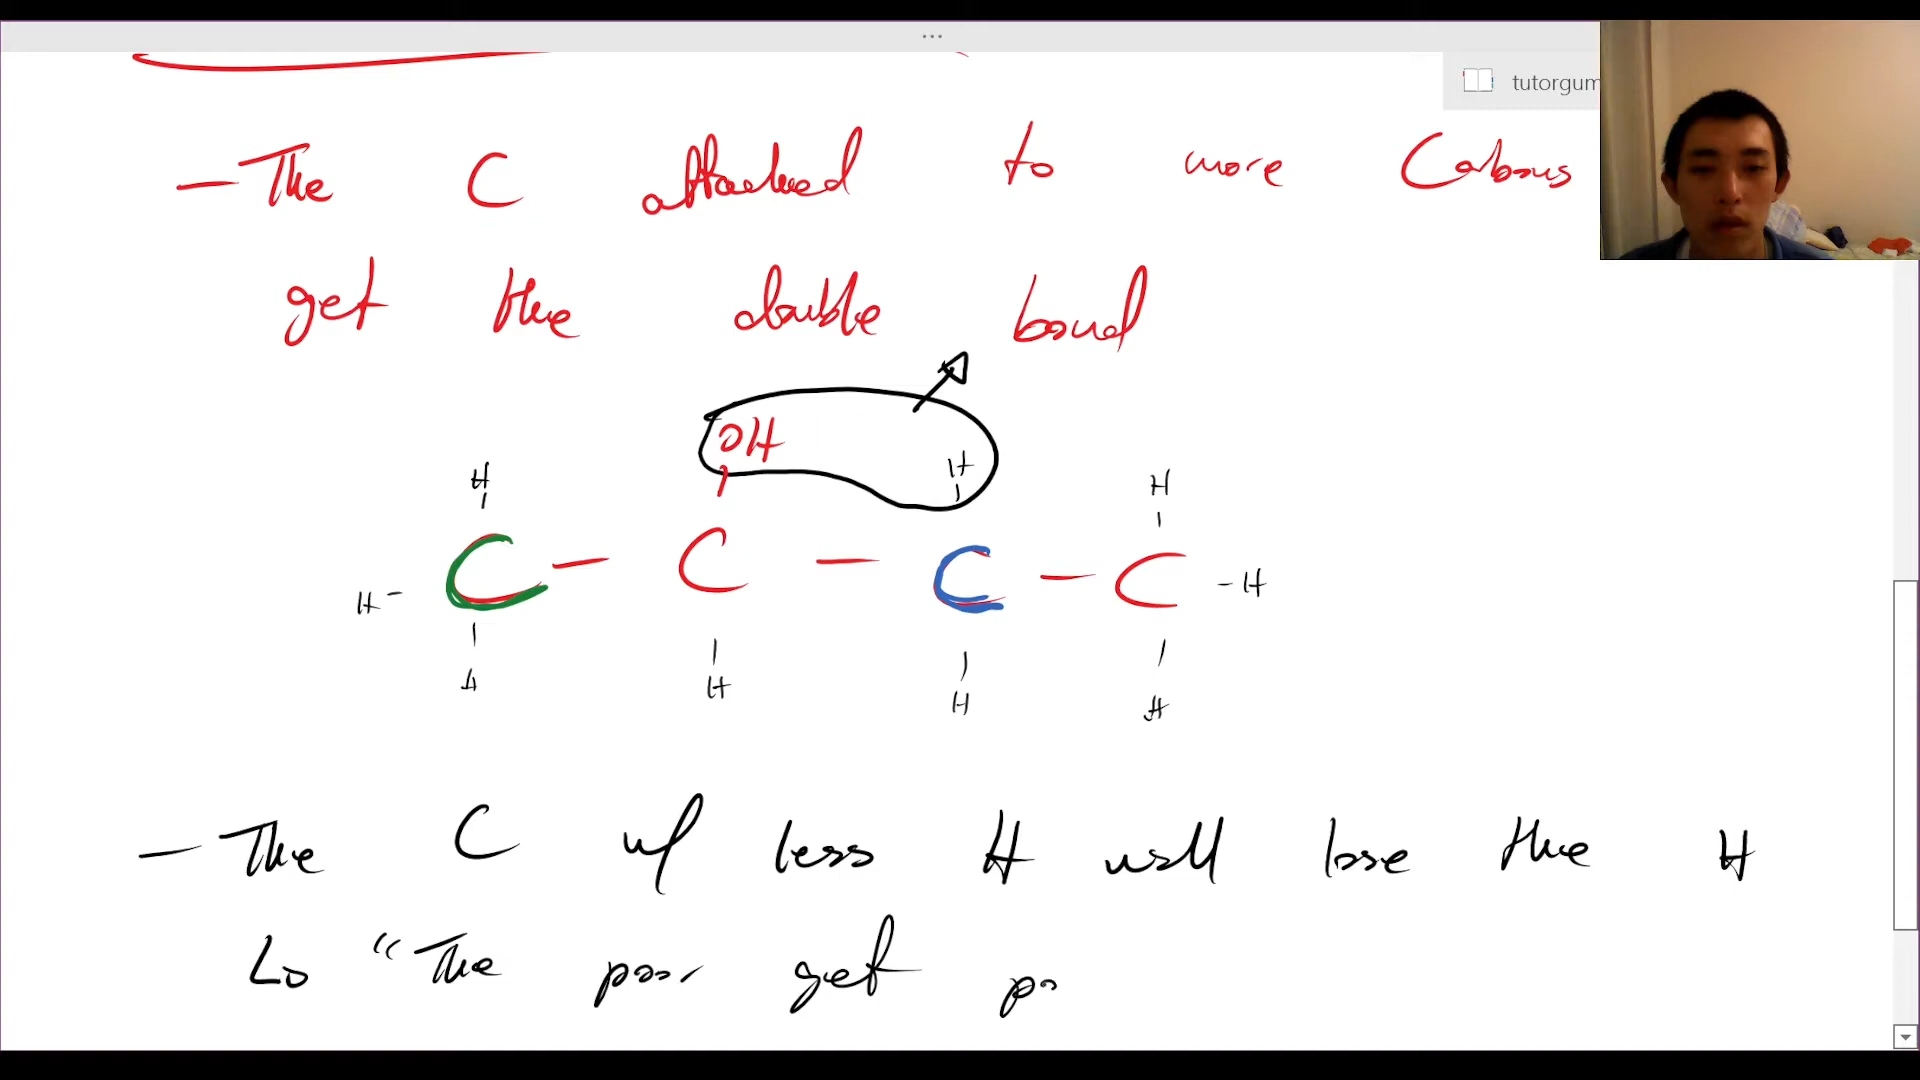 ...
tutorgum
- The C attached to more Carbons
get the double bond
OH
H H H
H - C - C - C - C - H
H H H H
- The C w/ less H will lose the H
↳ "The poor get po